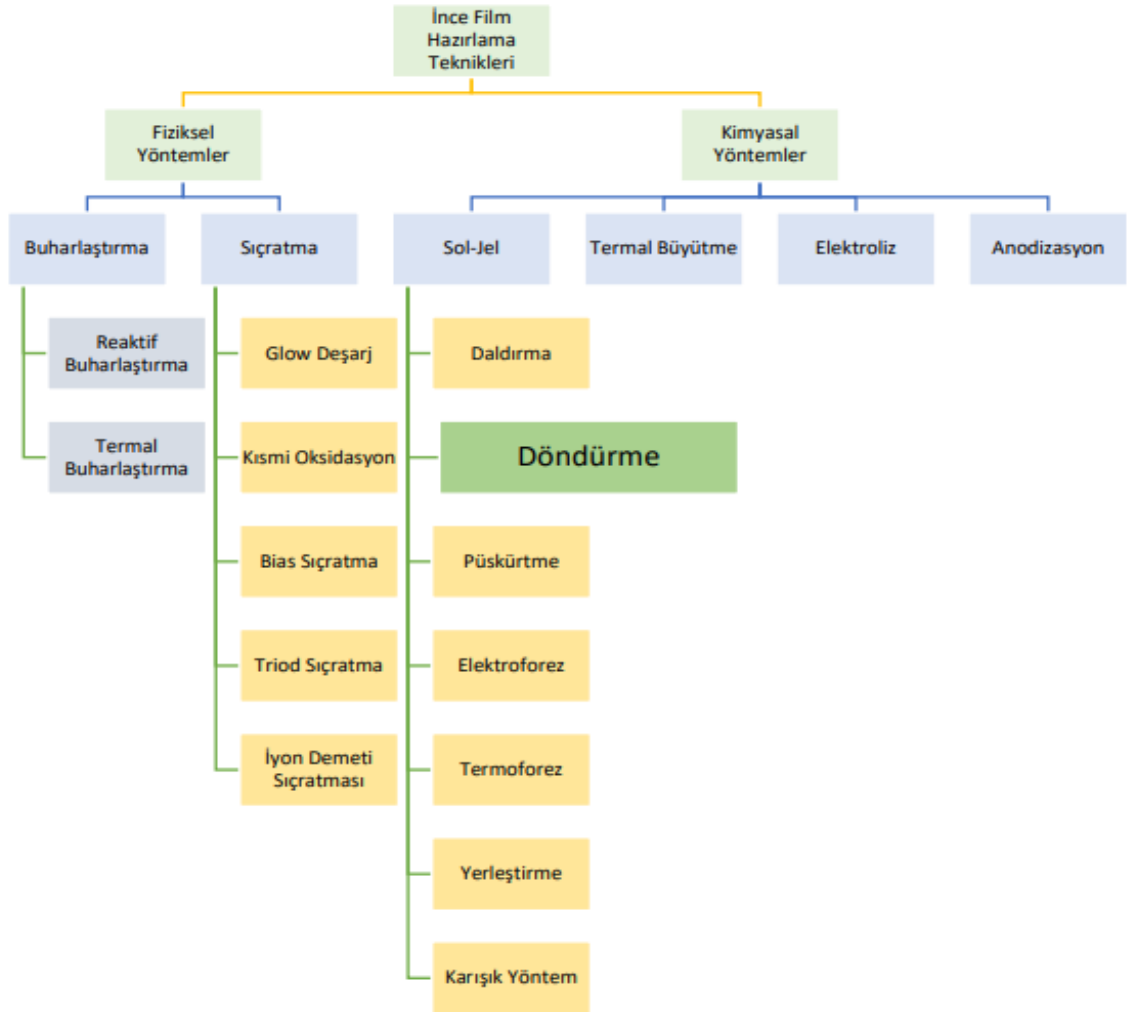 İnce Film
Hazırlama
Teknikleri
Fiziksel
Yöntemler
Kimyasal
Yöntemler
Buharlaştırma
Sıçratma
Sol-Jel
Termal Büyütme
Elektroliz
Anodizasyon
Reaktif
Buharlaştırma
Glow Deşarj
Daldırma
Termal
Buharlaştırma
Kısmi Oksidasyon
Döndürme
Bias Sıçratma
Püskürtme
Triod Sıçratma
Elektroforez
İyon Demeti
Sıçratması
Termoforez
Yerleştirme
Karışık Yöntem